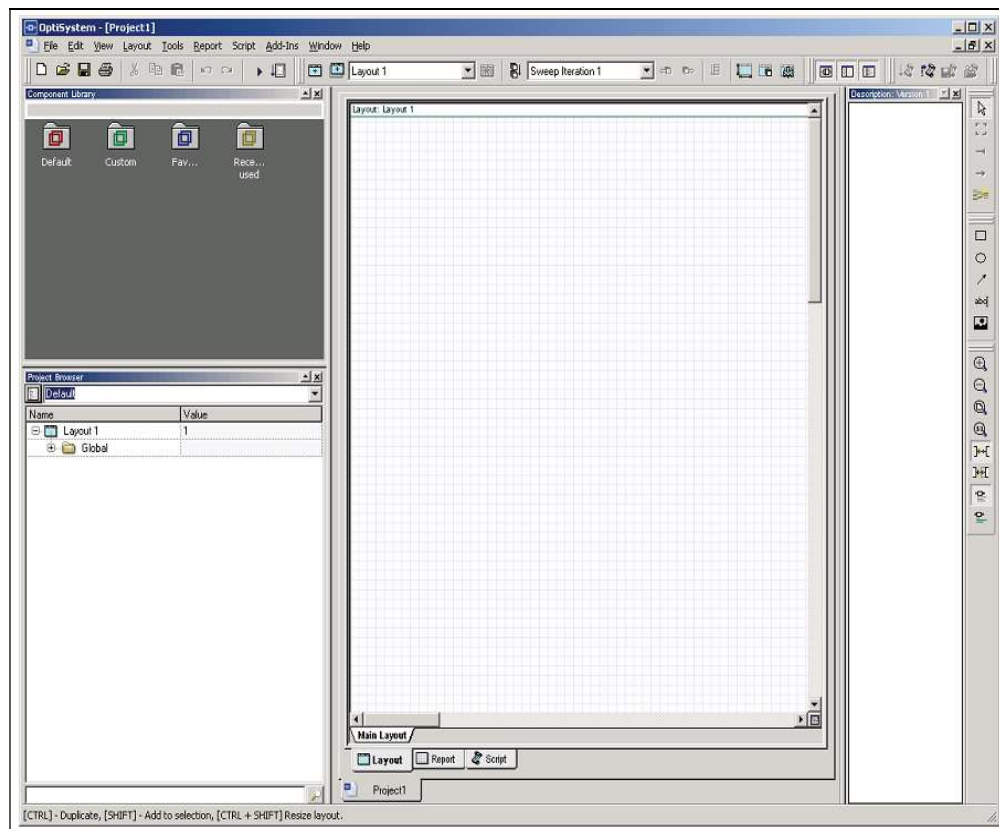 OptiSystem - [Project1]
File Edit View Layout Tools Report Script Add-Ins Window Help
Layout 1
Sweep Iteration 1
Component Library
Default
Custom
Fav...
Rece... used
Layout: Layout 1
Description: Version 1
abc
Project Browser
Default
Name Value
Layout 1 1
Global
Main Layout
Layout Report Script
Project1
[CTRL] - Duplicate, [SHIFT] - Add to selection, [CTRL + SHIFT] Resize layout.